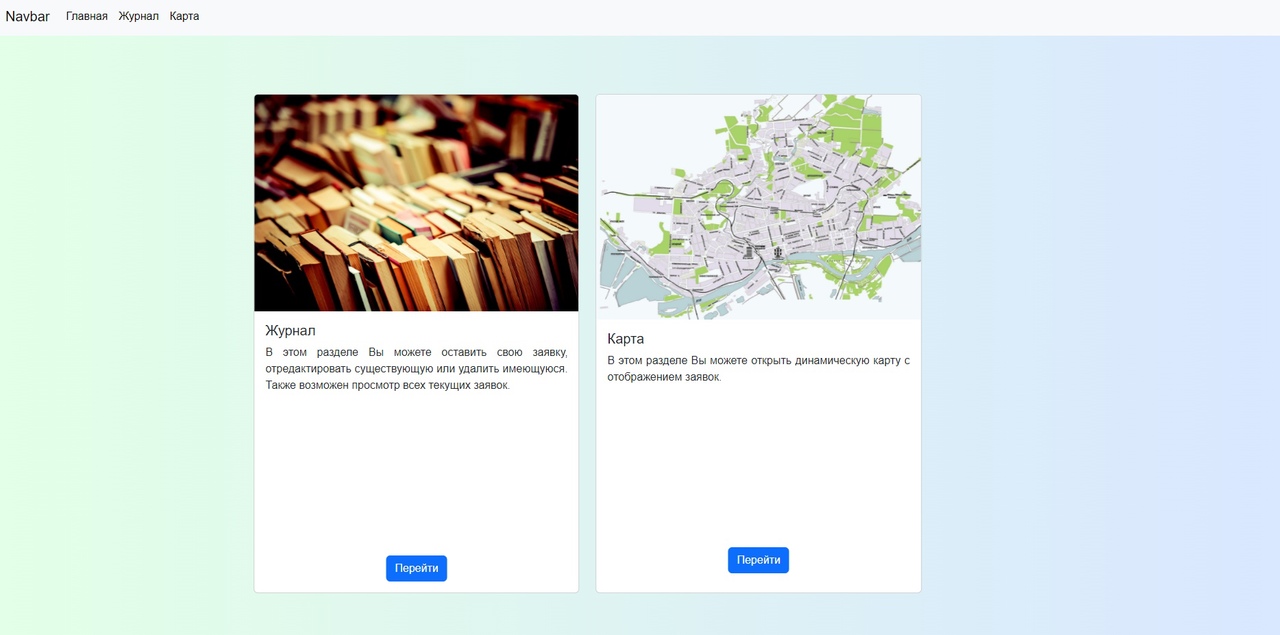 Navbar Главная Журнал Карта
Журнал
В этом разделе Вы можете оставить свою заявку,
отредактировать существующую или удалить имеющуюся.
Также возможен просмотр всех текущих заявок.
Перейти
Карта
В этом разделе Вы можете открыть динамическую карту с
отображением заявок.
Перейти